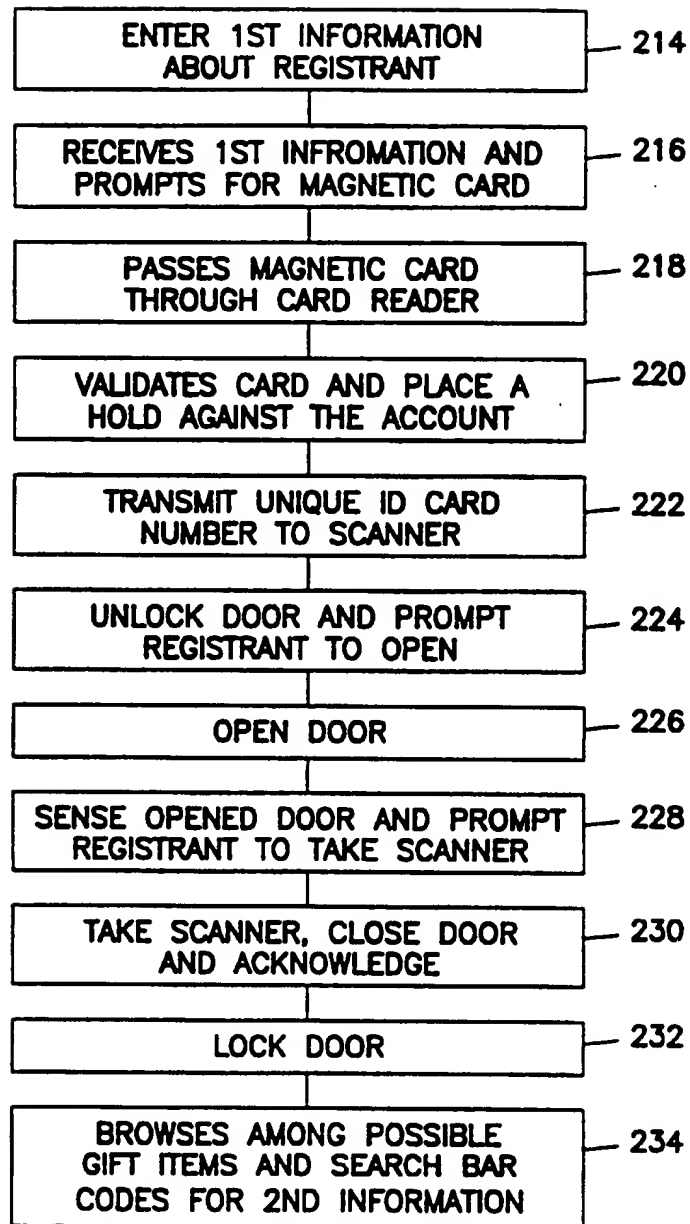 ENTER 1ST INFORMATION
ABOUT REGISTRANT
214
RECEIVES 1ST INFROMATION AND
PROMPTS FOR MAGNETIC CARD
216
PASSES MAGNETIC CARD
THROUGH CARD READER
218
VALIDATES CARD AND PLACE A
HOLD AGAINST THE ACCOUNT
220
TRANSMIT UNIQUE ID CARD
NUMBER TO SCANNER
222
UNLOCK DOOR AND PROMPT
REGISTRANT TO OPEN
224
OPEN DOOR
226
SENSE OPENED DOOR AND PROMPT
REGISTRANT TO TAKE SCANNER
228
TAKE SCANNER, CLOSE DOOR
AND ACKNOWLEDGE
230
LOCK DOOR
232
BROWSES AMONG POSSIBLE
GIFT ITEMS AND SEARCH BAR
CODES FOR 2ND INFORMATION
234